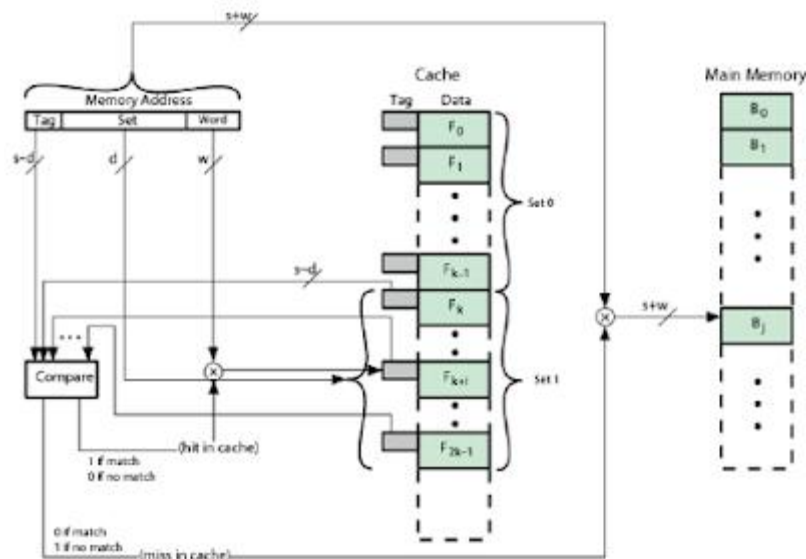 s+w
Cache
Main Memory
Memory Address
Tag
Data
Tag
Set
Word
F0
B0
F1
B1
s–d
d
w
Set 0
Fk–1
s–d
Fk
s+w
Bj
Compare
Fk+i
Set 1
(hit in cache)
F2k–1
1 if match
0 if no match
0 if match
1 if no match
(miss in cache)